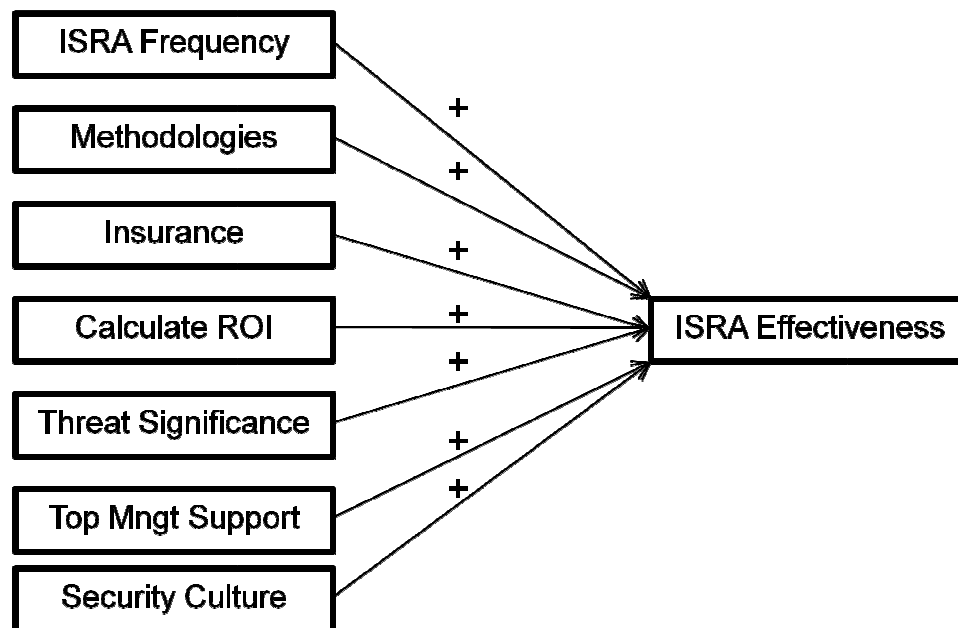 ISRA Frequency
+
Methodologies
+
Insurance
+
Calculate ROI
+
ISRA Effectiveness
+
Threat Significance
+
Top Mngt Support
+
Security Culture